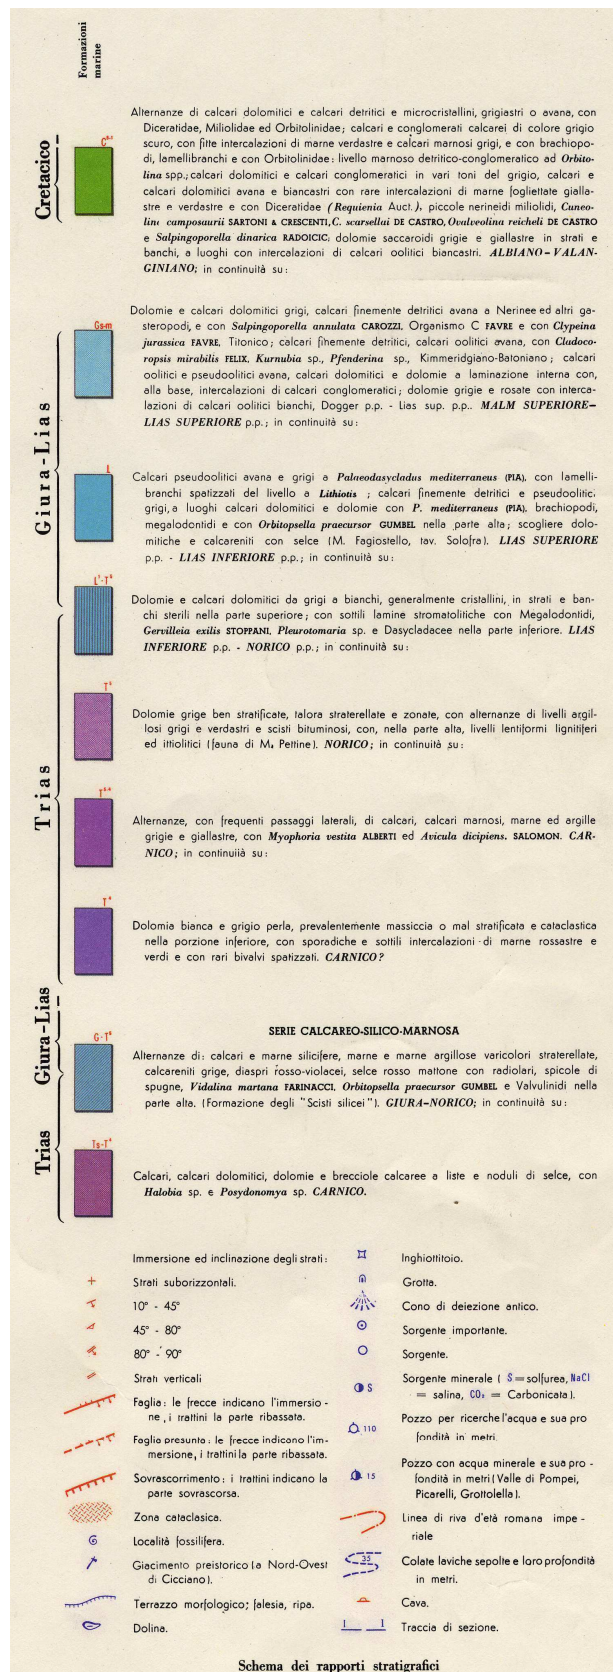 Formazioni
marine
Cretacico
Alternanze di calcari dolomitici e calcari detritici e microcristallini, grigiastri o avana, con
Diceratidae, Miliolidae ed Orbitolinidae; calcari e conglomerati calcarei di colore grigio
scuro, con fitte intercalazioni di marne verdastre e calcari marnosi grigi, e con brachiopo-
di, lamellibranchi e con Orbitolinidae: livello marnoso detritico-conglomeratico ad Orbito-
lina spp.; calcari dolomitici e calcari conglomeratici in vari toni del grigio, calcari e
calcari dolomitici avana e biancastri con rare intercalazioni di marne fogliettate gialla-
stre e verdastre e con Diceratidae (Requienia Auct.), piccole nerineidi miliolidi, Cuneo-
linc camposaurii SARTONI & CRESCENTI, C. scarsellai DE CASTRO, Ovalveolina reicheli DE CASTRO
e Salpingoporella dinarica RADOICIC; dolomie saccaroidi grigie e giallastre in strati e
banchi, a luoghi con intercalazioni di calcari oolitici biancastri. ALBIANO-VALAN-
GINIANO; in continuità su:
Giura-Lias
Gs-m
Dolomie e calcari dolomitici grigi, calcari finemente detritici avana a Nerinee ed altri ga-
steropodi, e con Salpingoporella annulata CAROZZI, Organismo C FAVRE e con Clypeina
jurassica FAVRE, Titonico; calcari finemente detritici, calcari oolitici avana, con Cladoco-
ropsis mirabilis FELIX, Kurnubia sp., Pfenderina sp., Kimmeridgiano-Batoniano; calcari
oolitici e pseudoolitici avana, calcari dolomitici e dolomie a laminazione interna con,
alla base, intercalazioni di calcari conglomeratici; dolomie grigie e rosate con interca-
lazioni di calcari oolitici bianchi, Dogger p.p. - Lias sup. p.p.. MALM SUPERIORE-
LIAS SUPERIORE p.p.; in continuità su:
L
Calcari pseudoolitici avana e grigi a Palaeodasycladus mediterraneus (PIA), con lamelli-
branchi spatizzati del livello a Lithiotis ; calcari finemente detritici e pseudoolitici
grigi, a luoghi calcari dolomitici e dolomie con P. mediterraneus (PIA), brachiopodi,
megalodontidi e con Orbitopsella praecursor GUMBEL nella parte alta; scogliere dolo-
mitiche e calcareniti con selce (M. Fagiostello, tav. Solofra). LIAS SUPERIORE
p.p. - LIAS INFERIORE p.p.; in continuità su:
Trias
Dolomie e calcari dolomitici da grigi a bianchi, generalmente cristallini, in strati e ban-
chi sterili nella parte superiore; con sottili lamine stromatolitiche con Megalodontidi,
Gervilleia exilis STOPPANI, Pleurotomaria sp. e Dasycladacee nella parte inferiore. LIAS
INFERIORE p.p. - NORICO p.p.; in continuità su:
Dolomie grige ben stratificate, talora straterellate e zonate, con alternanze di livelli argil-
losi grigi e verdastri e scisti bituminosi, con, nella parte alta, livelli lentiformi lignitiferi
ed ittiolitici (fauna di M. Pettine). NORICO; in continuità su:
Alternanze, con frequenti passaggi laterali, di calcari, calcari marnosi, marne ed argille
grigie e giallastre, con Myophoria vestita ALBERTI ed Avicula dicipiens, SALOMON. CAR-
NICO; in continuiià su:
Dolomia bianca e grigio perla, prevalentemente massiccia o mal stratificata e cataclastica
nella porzione inferiore, con sporadiche e sottili intercalazioni di marne rossastre e
verdi e con rari bivalvi spatizzati. CARNICO?
Giura-Lias
SERIE CALCAREO-SILICO-MARNOSA
Alternanze di: calcari e marne silicifere, marne e marne argillose varicolori straterellate,
calcareniti grige, diaspri rosso-violacei, selce rosso mattone con radiolari, spicole di
spugne, Vidalina martana FARINACCI, Orbitopsella praecursor GUMBEL e Valvulinidi nella
parte alta. (Formazione degli "Scisti silicei"). GIURA-NORICO; in continuità su:
Trias
Calcari, calcari dolomitici, dolomie e brecciole calcaree a liste e noduli di selce, con
Halobia sp. e Posydonomya sp. CARNICO.
Immersione ed inclinazione degli strati:
Strati suborizzontali.
10° - 45°
45° - 80°
80° - 90°
Strati verticali
Faglia: le frecce indicano l'immersio-
ne, i trattini la parte ribassata.
Faglia presunta: le frecce indicano l'im-
mersione, i trattini la parte ribassata.
Sovrascorrimento: i trattini indicano la
parte sovrascorsa.
Zona cataclasica.
Località fossilifera.
Giacimento preistorico (a Nord-Ovest
di Cicciano).
Terrazzo morfologico; falesia, ripa.
Dolina.
Inghiottitoio.
Grotta.
Cono di deiezione antico.
Sorgente importante.
Sorgente.
S
Sorgente minerale ( S = solfurea, NaCl
= salina, CO₂ = Carbonicata).
110
Pozzo per ricerche l'acqua e sua pro
fondità in metri.
15
Pozzo con acqua minerale e sua pro-
fondità in metri (Valle di Pompei,
Picarelli, Grottolella).
Linea di riva d'età romana impe-
riale
35
Colate laviche sepolte e loro profondità
in metri.
Cava.
I I
Traccia di sezione.
Schema dei rapporti stratigrafici